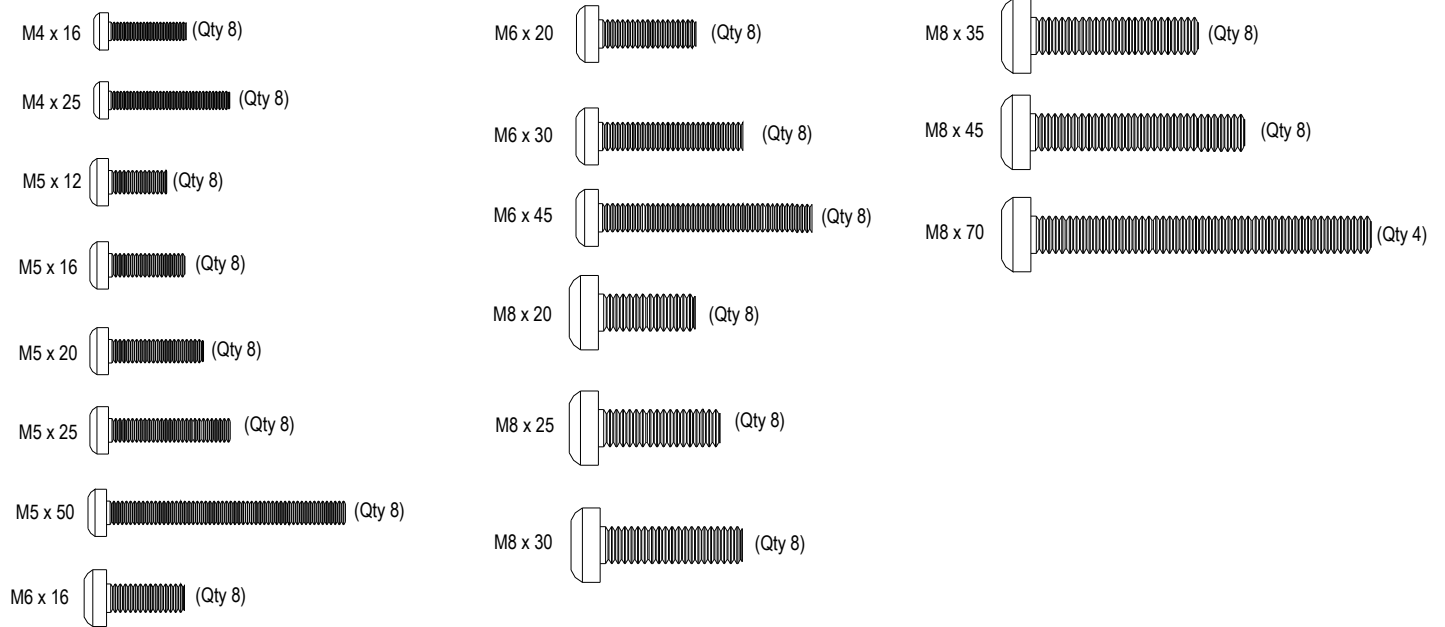 M4 x 16 (Qty 8)
M4 x 25 (Qty 8)
M5 x 12 (Qty 8)
M5 x 16 (Qty 8)
M5 x 20 (Qty 8)
M5 x 25 (Qty 8)
M5 x 50 (Qty 8)
M6 x 16 (Qty 8)
M6 x 20 (Qty 8)
M6 x 30 (Qty 8)
M6 x 45 (Qty 8)
M8 x 20 (Qty 8)
M8 x 25 (Qty 8)
M8 x 30 (Qty 8)
M8 x 35 (Qty 8)
M8 x 45 (Qty 8)
M8 x 70 (Qty 4)